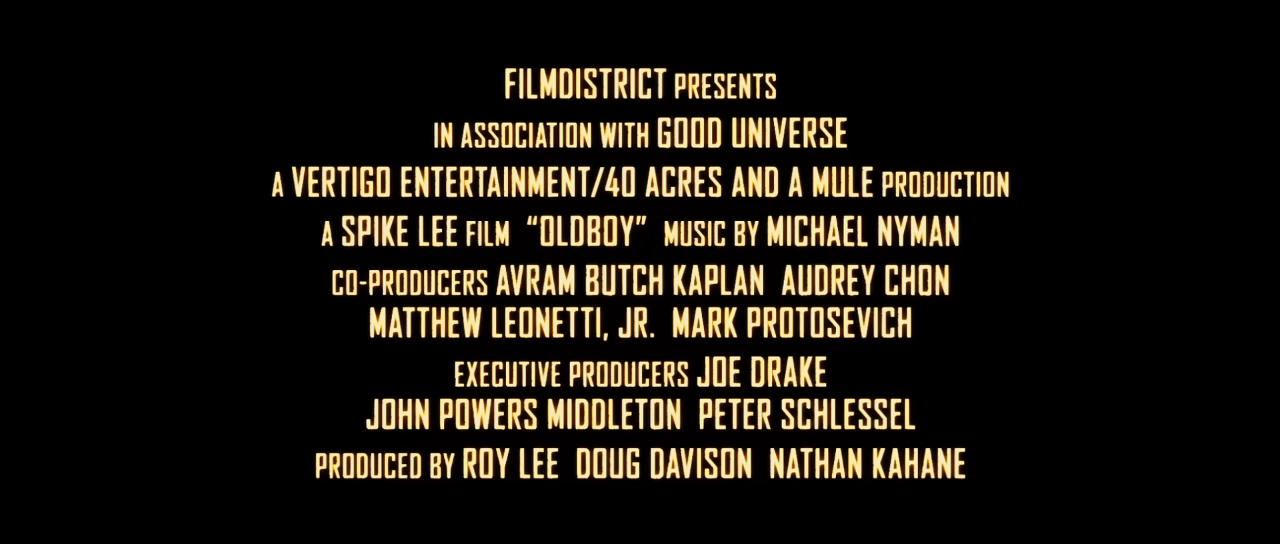 FILMDISTRICT PRESENTS
IN ASSOCIATION WITH GOOD UNIVERSE
A VERTIGO ENTERTAINMENT/40 ACRES AND A MULE PRODUCTION
A SPIKE LEE FILM “OLDBOY” MUSIC BY MICHAEL NYMAN
CO-PRODUCERS AVRAM BUTCH KAPLAN AUDREY CHON
MATTHEW LEONETTI, JR. MARK PROTOSEVICH
EXECUTIVE PRODUCERS JOE DRAKE
JOHN POWERS MIDDLETON PETER SCHLESSEL
PRODUCED BY ROY LEE DOUG DAVISON NATHAN KAHANE